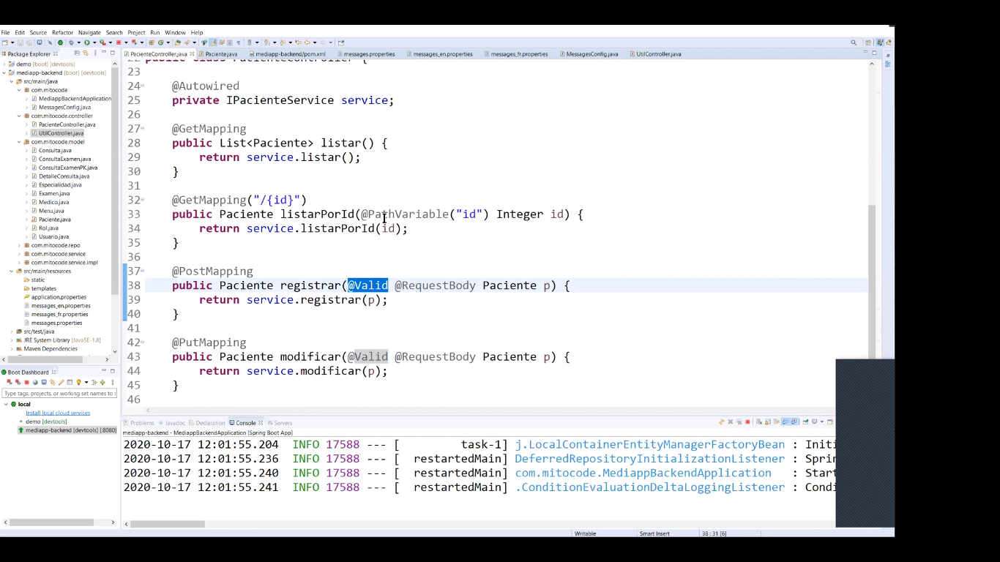 File Edit Source Refactor Navigate Search Project Run Window Help
Package Explorer
demo [boot] [devtools]
mediapp-backend [boot] [devtools]
src/main/java
com.mitocode
MediappBackendApplication
MessagesConfig.java
com.mitocode.controller
PacienteController.java
UtilController.java
com.mitocode.model
Consulta.java
ConsultaExamen.java
ConsultaExamenPK.java
DetalleConsulta.java
Especialidad.java
Examen.java
Medico.java
Menu.java
Paciente.java
Rol.java
Usuario.java
com.mitocode.repo
com.mitocode.service
com.mitocode.service.impl
src/main/resources
static
templates
application.properties
messages_en.properties
messages_fr.properties
messages.properties
src/test/java
JRE System Library [JavaSE-1.8]
Maven Dependencies
Boot Dashboard
Type tags, projects, or working set names to
local
Install local cloud services
demo [devtools]
mediapp-backend [devtools] [:8080]
PacienteController.java Paciente.java mediapp-backend/pom.xml messages.properties messages_en.properties messages_fr.properties MessagesConfig.java UtilController.java
23
24 @Autowired
25 private IPacienteService service;
26
27 @GetMapping
28 public List<Paciente> listar() {
29 return service.listar();
30 }
31
32 @GetMapping("/{id}")
33 public Paciente listarPorId(@PathVariable("id") Integer id) {
34 return service.listarPorId(id);
35 }
36
37 @PostMapping
38 public Paciente registrar(@Valid @RequestBody Paciente p) {
39 return service.registrar(p);
40 }
41
42 @PutMapping
43 public Paciente modificar(@Valid @RequestBody Paciente p) {
44 return service.modificar(p);
45 }
46
Problems Javadoc Declaration Console Servers
mediapp-backend - MediappBackendApplication [Spring Boot App]
2020-10-17 12:01:55.204 INFO 17588 --- [ task-1] j.LocalContainerEntityManagerFactoryBean : Initi
2020-10-17 12:01:55.236 INFO 17588 --- [ restartedMain] DeferredRepositoryInitializationListener : Sprin
2020-10-17 12:01:55.240 INFO 17588 --- [ restartedMain] com.mitocode.MediappBackendApplication : Start
2020-10-17 12:01:55.241 INFO 17588 --- [ restartedMain] .ConditionEvaluationDeltaLoggingListener : Condi
Writable Smart Insert 38 : 31 [6]